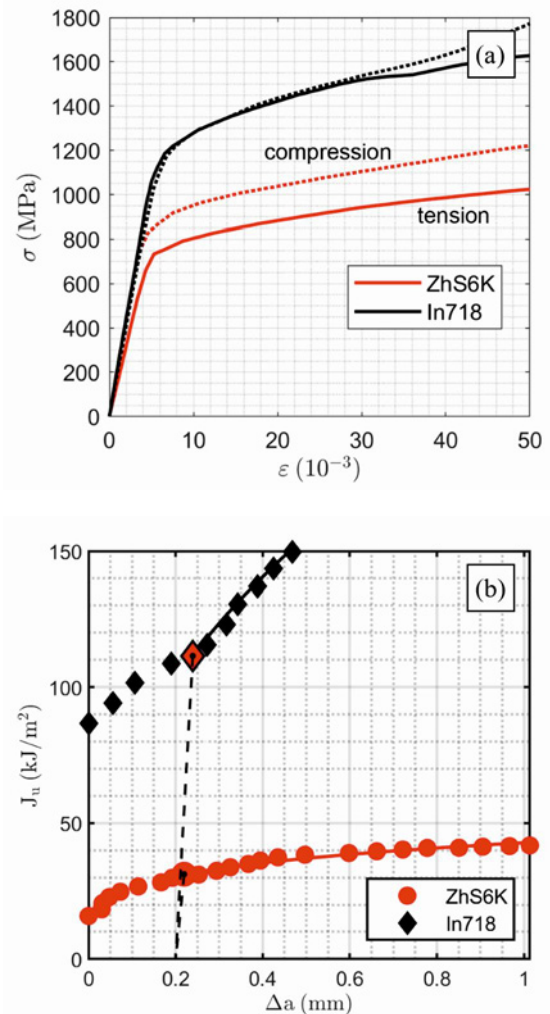 1800
1600
1400
1200
1000
800
600
400
200
0
σ (MPa)
(a)
compression
tension
ZhS6K
In718
0 10 20 30 40 50
ε (10⁻³)
150
100
50
0
J_u (kJ/m²)
(b)
ZhS6K
In718
0 0.2 0.4 0.6 0.8 1
Δa (mm)